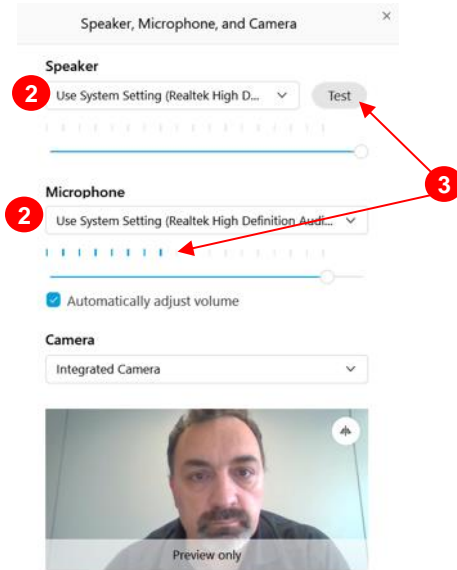 Speaker, Microphone, and Camera
Speaker
2 Use System Setting (Realtek High D... Test
3
Microphone
2 Use System Setting (Realtek High Definition Audi...
Automatically adjust volume
Camera
Integrated Camera
Preview only